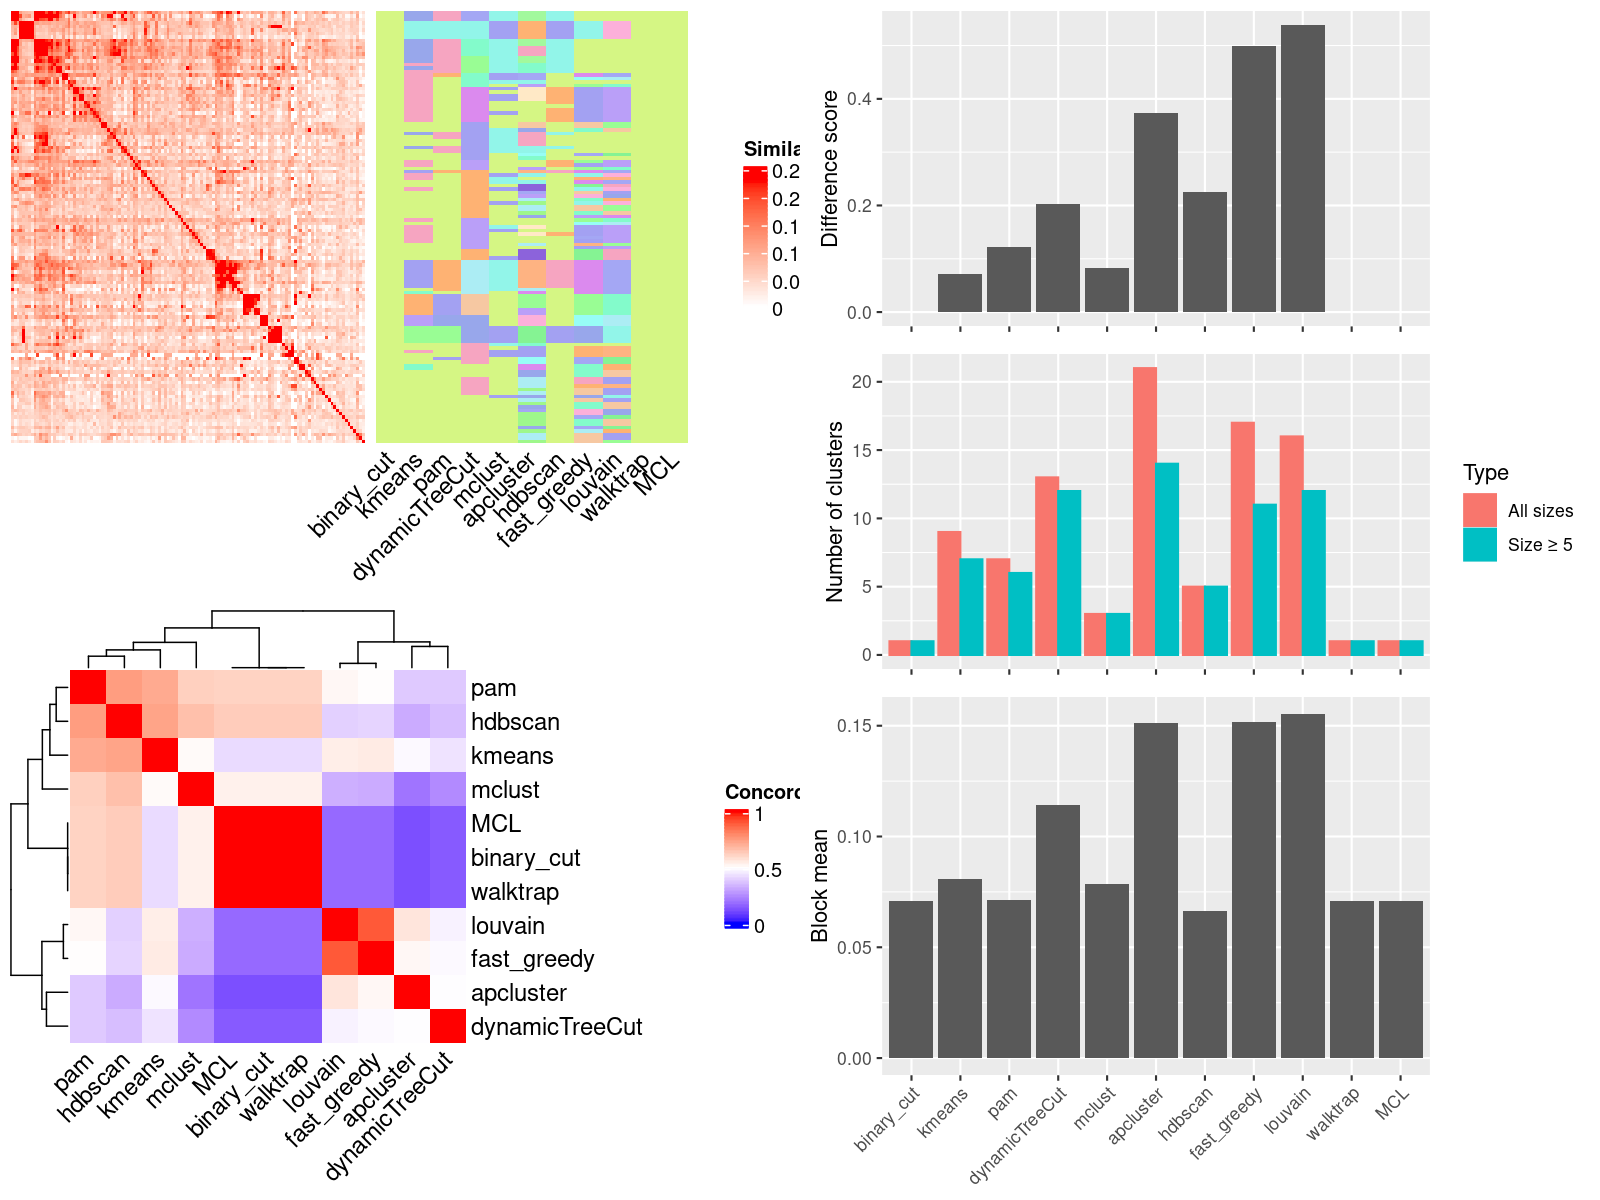 Simila
0.2
0.2
0.1
0.1
0.0
0
binary_cut
kmeans
pam
dynamicTreeCut
mclust
apcluster
hdbscan
fast_greedy
louvain
walktrap
MCL
pam
hdbscan
kmeans
mclust
MCL
binary_cut
walktrap
louvain
fast_greedy
apcluster
dynamicTreeCut
pam
hdbscan
kmeans
mclust
MCL
binary_cut
walktrap
louvain
fast_greedy
apcluster
dynamicTreeCut
Concord
1
0.5
0
Difference score
0.4
0.2
0.0
Number of clusters
20
15
10
5
0
Type
All sizes
Size ≥ 5
Block mean
0.15
0.10
0.05
0.00
binary_cut
kmeans
pam
dynamicTreeCut
mclust
apcluster
hdbscan
fast_greedy
louvain
walktrap
MCL